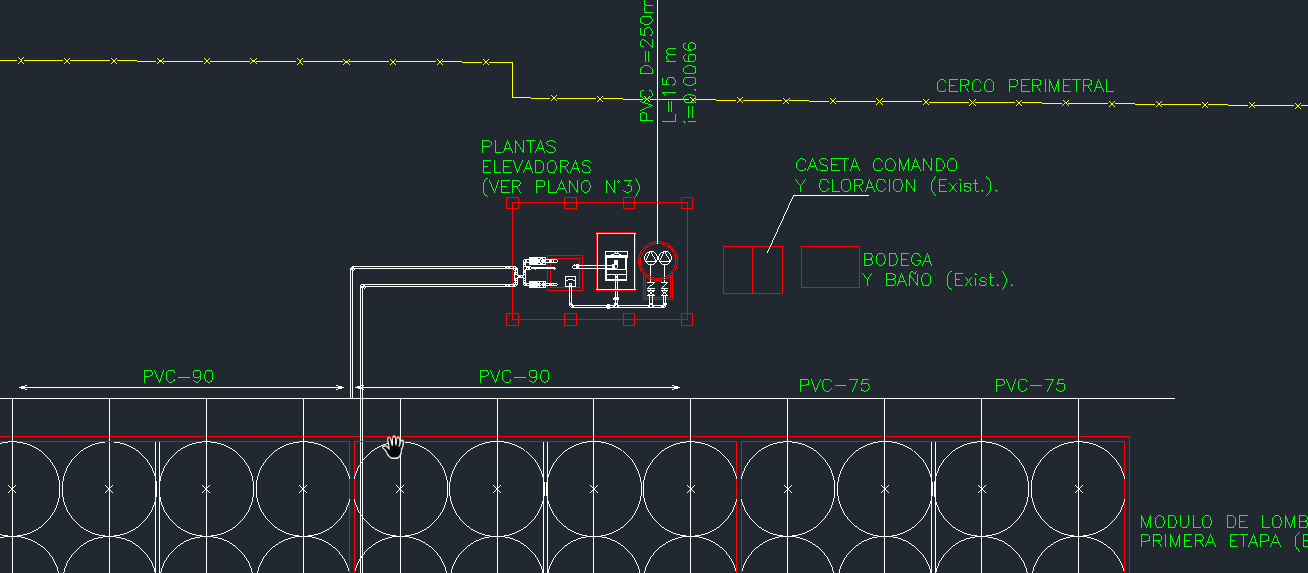 PVC D=250m
L=15 m
i=0.0066
CERCO PERIMETRAL
PLANTAS
ELEVADORAS
(VER PLANO N°3)
CASETA COMANDO
Y CLORACION (Exist.).
BODEGA
Y BAÑO (Exist.).
PVC-90
PVC-90
PVC-75
PVC-75
MODULO DE LOMB
PRIMERA ETAPA (E